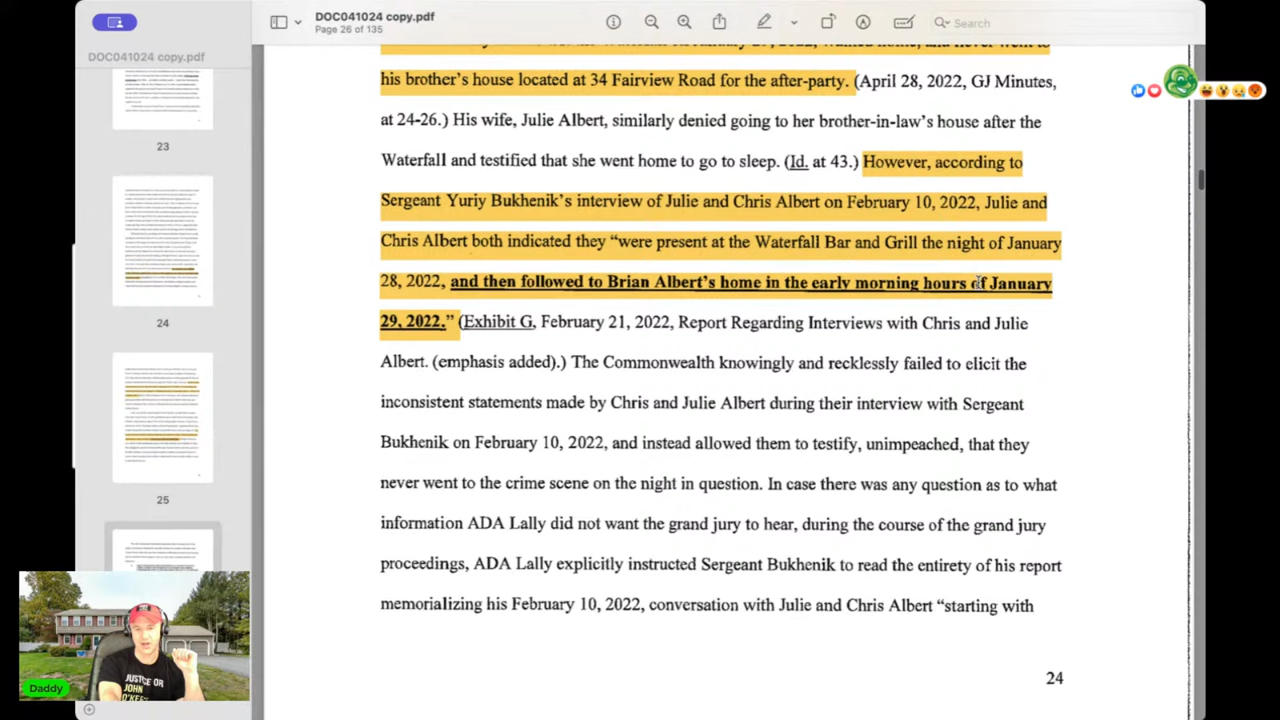 DOC041024 copy.pdf
Page 26 of 135
Search
DOC041024 copy.pdf
23
24
25
his brother's house located at 34 Fairview Road for the after-party. (April 28, 2022, GJ Minutes,
at 24-26.) His wife, Julie Albert, similarly denied going to her brother-in-law's house after the
Waterfall and testified that she went home to go to sleep. (Id. at 43.) However, according to
Sergeant Yuriy Bukhenik's interview of Julie and Chris Albert on February 10, 2022, Julie and
Chris Albert both indicated they "were present at the Waterfall Bar and Grill the night of January
28, 2022, and then followed to Brian Albert's home in the early morning hours of January
29, 2022." (Exhibit G, February 21, 2022, Report Regarding Interviews with Chris and Julie
Albert. (emphasis added).) The Commonwealth knowingly and recklessly failed to elicit the
inconsistent statements made by Chris and Julie Albert during their interview with Sergeant
Bukhenik on February 10, 2022, and instead allowed them to testify, unimpeached, that they
never went to the crime scene on the night in question. In case there was any question as to what
information ADA Lally did not want the grand jury to hear, during the course of the grand jury
proceedings, ADA Lally explicitly instructed Sergeant Bukhenik to read the entirety of his report
memorializing his February 10, 2022, conversation with Julie and Chris Albert "starting with
24
JUSTICE
JOHN
Daddy